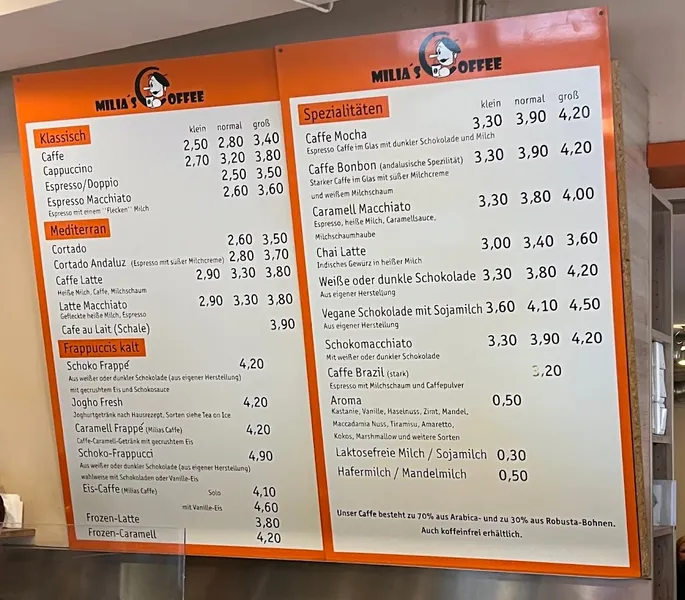 MILIA'S COFFEE
Klassisch klein normal groß
Caffe 2,50 2,80 3,40
Cappuccino 2,70 3,20 3,80
Espresso/Doppio 2,50 3,50
Espresso Macchiato 2,60 3,60
Espresso mit einem "Flecken" Milch
Mediterran
Cortado 2,60 3,50
Cortado Andaluz (Espresso mit süßer Milchcreme) 2,80 3,70
Caffe Latte 2,90 3,30 3,80
Heiße Milch, Caffe, Milchschaum
Latte Macchiato 2,90 3,30 3,80
Gefleckte heiße Milch, Espresso
Cafe au Lait (Schale) 3,90
Frappuccis kalt
Schoko Frappé 4,20
Aus weißer oder dunkler Schokolade (aus eigener Herstellung)
mit gecrushtem Eis und Schokosauce
Jogho Fresh 4,20
Joghurtgetränk nach Hausrezept, Sorten siehe Tea on Ice
Caramell Frappé (Milias Caffe) 4,20
Caffe-Caramell-Getränk mit gecrushtem Eis
Schoko-Frappucci 4,90
Aus weißer oder dunkler Schokolade (aus eigener Herstellung)
wahlweise mit Schokoladen oder Vanille-Eis
Eis-Caffe (Milias Caffe) Solo 4,10
mit Vanille-Eis 4,60
Frozen-Latte 3,80
Frozen-Caramell 4,20
MILIA'S COFFEE
Spezialitäten klein normal groß
Caffe Mocha 3,30 3,90 4,20
Espresso Caffe im Glas mit dunkler Schokolade und Milch
Caffe Bonbon (andalusische Spezilität) 3,30 3,90 4,20
Starker Caffe im Glas mit süßer Milchcreme
und weißem Milchschaum
Caramell Macchiato 3,30 3,80 4,00
Espresso, heiße Milch, Caramellsauce,
Milchschaumhaube
Chai Latte 3,00 3,40 3,60
Indisches Gewürz in heißer Milch
Weiße oder dunkle Schokolade 3,30 3,80 4,20
Aus eigener Herstellung
Vegane Schokolade mit Sojamilch 3,60 4,10 4,50
Aus eigener Herstellung
Schokomacchiato 3,30 3,90 4,20
Mit weißer oder dunkler Schokolade
Caffe Brazil (stark) 3,20
Espresso mit Milchschaum und Caffepulver
Aroma 0,50
Kastanie, Vanille, Haselnuss, Zimt, Mandel,
Maccadamia Nuss, Tiramisu, Amaretto,
Kokos, Marshmallow und weitere Sorten
Laktosefreie Milch / Sojamilch 0,30
Hafermilch / Mandelmilch 0,50
Unser Caffe besteht zu 70% aus Arabica- und zu 30% aus Robusta-Bohnen.
Auch koffeinfrei erhältlich.